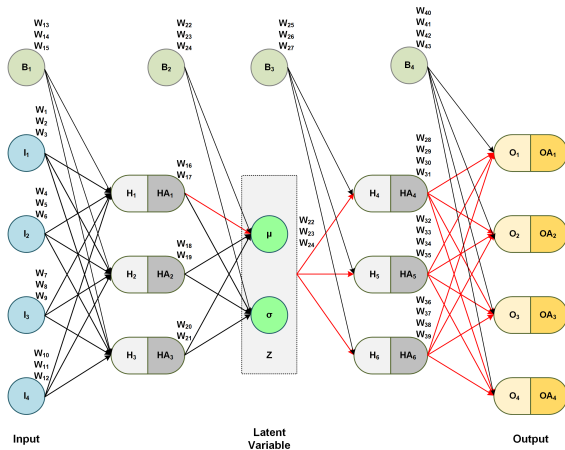 W₁₃
W₁₄
W₁₅
W₂₂
W₂₃
W₂₄
W₂₅
W₂₆
W₂₇
W₄₀
W₄₁
W₄₂
W₄₃
B₁
B₂
B₃
B₄
W₁
W₂
W₃
I₁
W₄
W₅
W₆
I₂
W₇
W₈
W₉
I₃
W₁₀
W₁₁
W₁₂
I₄
H₁ HA₁
H₂ HA₂
H₃ HA₃
W₁₆
W₁₇
W₁₈
W₁₉
W₂₀
W₂₁
μ
σ
Z
W₂₂
W₂₃
W₂₄
H₄ HA₄
H₅ HA₅
H₆ HA₆
W₂₈
W₂₉
W₃₀
W₃₁
W₃₂
W₃₃
W₃₄
W₃₅
W₃₆
W₃₇
W₃₈
W₃₉
O₁ OA₁
O₂ OA₂
O₃ OA₃
O₄ OA₄
Input
Latent
Variable
Output